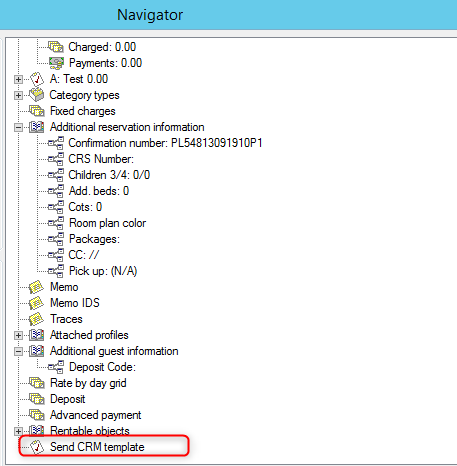 Navigator
Charged: 0.00
Payments: 0.00
A: Test 0.00
Category types
Fixed charges
Additional reservation information
Confirmation number: PL54813091910P1
CRS Number:
Children 3/4: 0/0
Add. beds: 0
Cots: 0
Room plan color
Packages:
CC: //
Pick up: (N/A)
Memo
Memo IDS
Traces
Attached profiles
Additional guest information
Deposit Code:
Rate by day grid
Deposit
Advanced payment
Rentable objects
Send CRM template